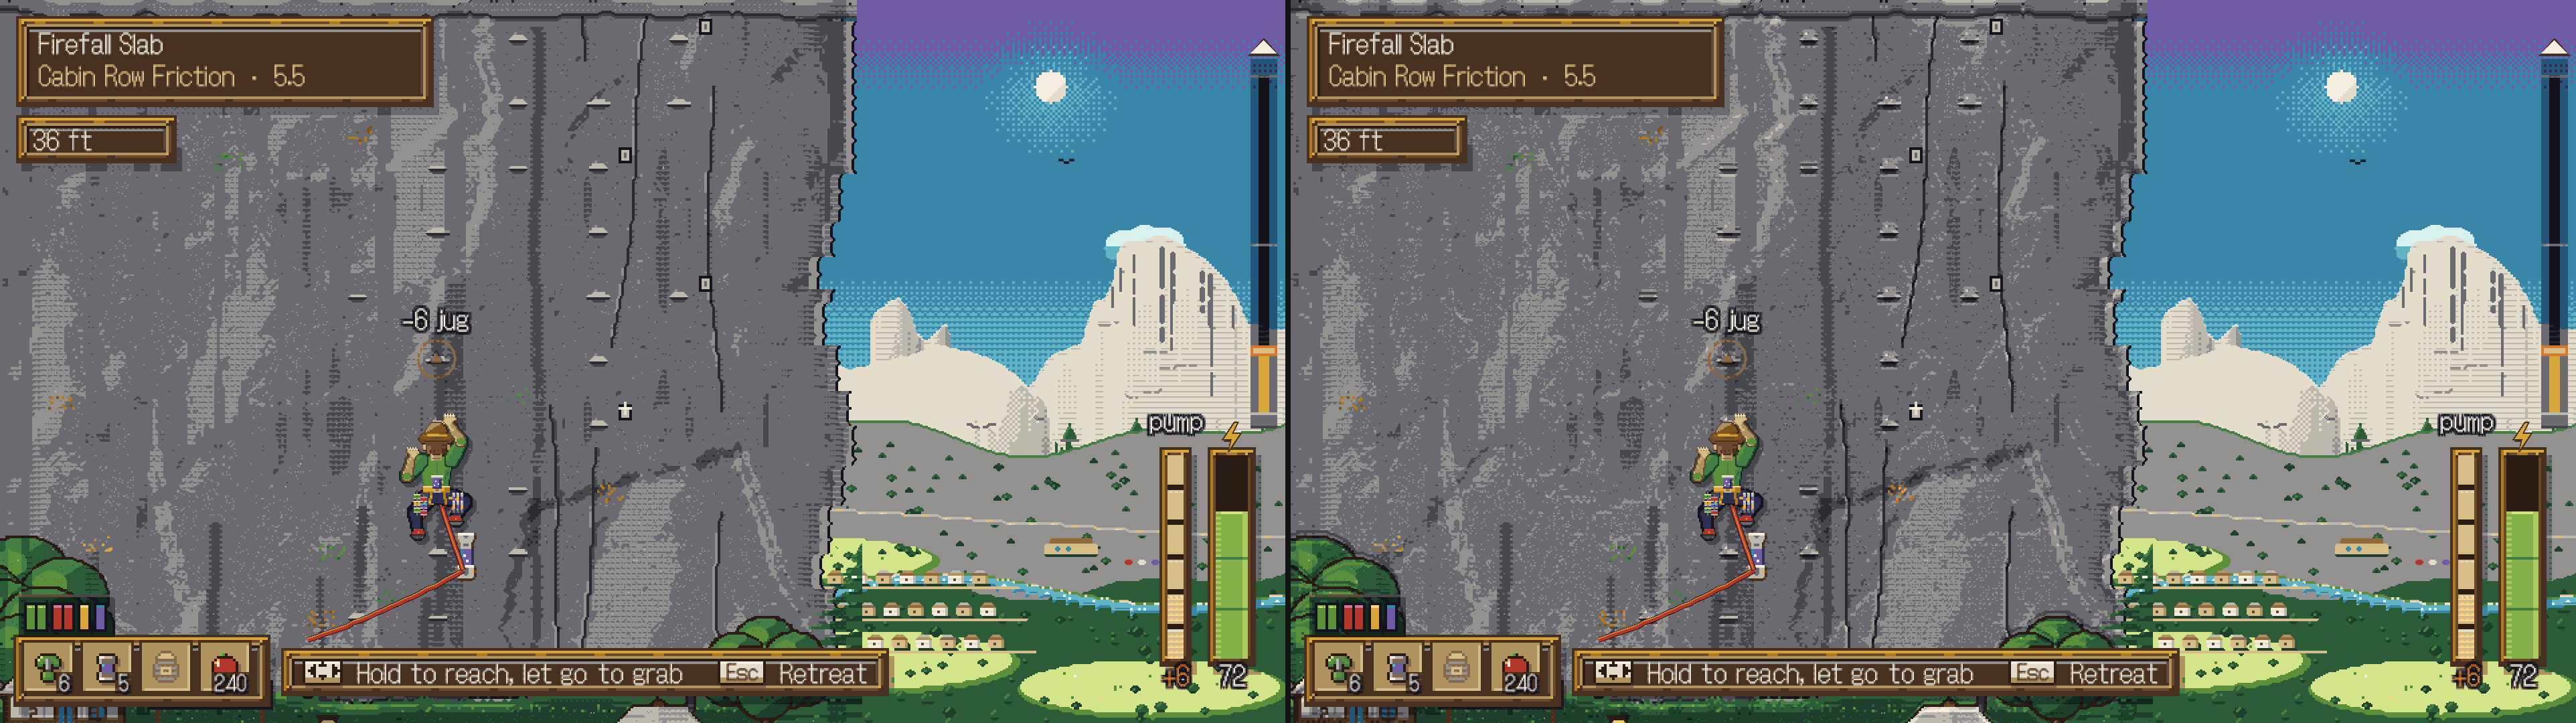 Firefall Slab
Cabin Row Friction · 5.5
36 ft
-6 jug
pump
6
5
240
Hold to reach, let go to grab
Esc Retreat
+6
72
Firefall Slab
Cabin Row Friction · 5.5
36 ft
-6 jug
pump
6
5
240
Hold to reach, let go to grab
Esc Retreat
+6
72